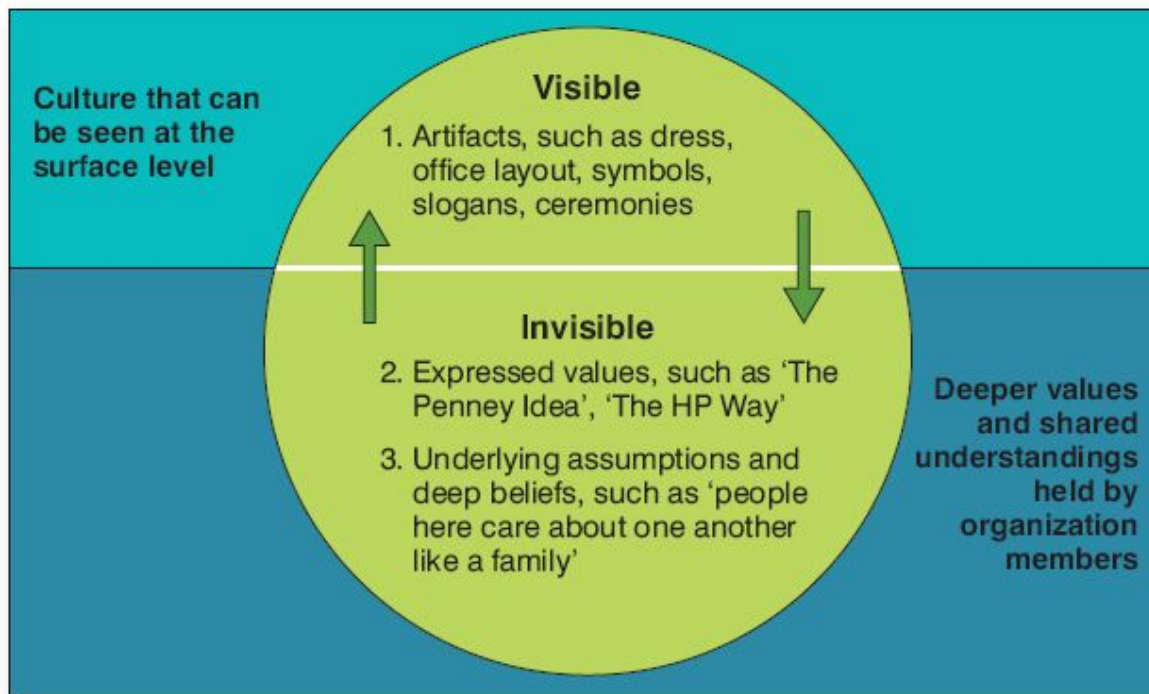 Culture that can
be seen at the
surface level
Visible
1. Artifacts, such as dress,
office layout, symbols,
slogans, ceremonies
Invisible
2. Expressed values, such as ‘The
Penney Idea’, ‘The HP Way’
3. Underlying assumptions and
deep beliefs, such as ‘people
here care about one another
like a family’
Deeper values
and shared
understandings
held by
organization
members